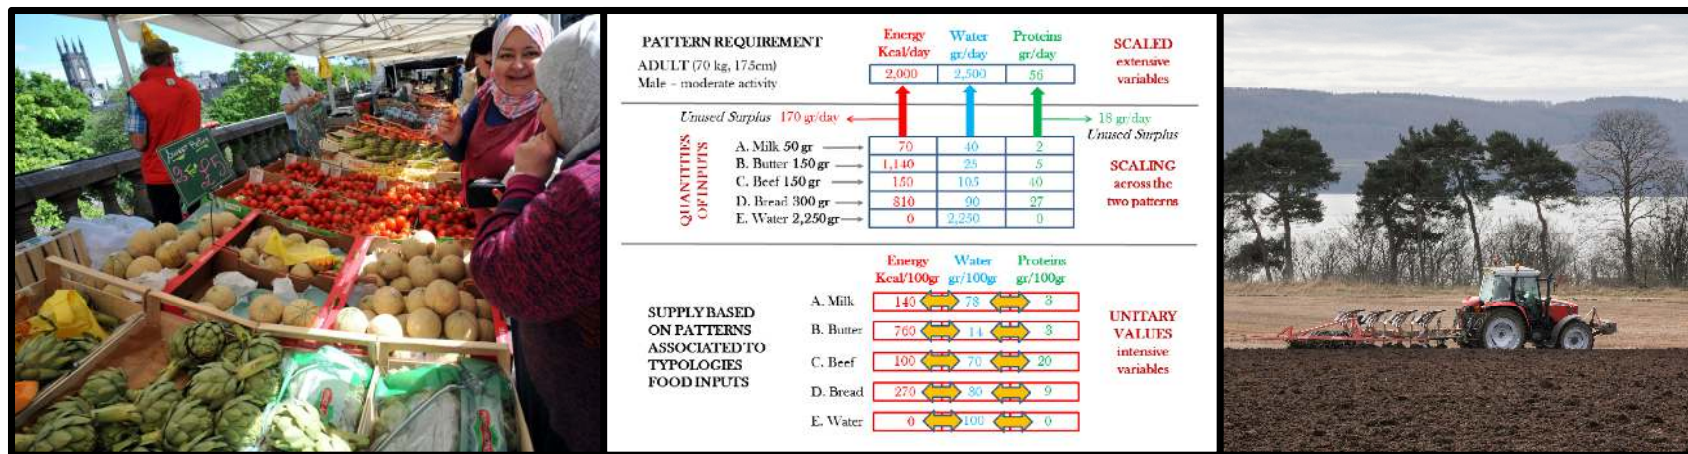 PATTERN REQUIREMENT
ADULT (70 kg, 175cm)
Male – moderate activity
Energy Kcal/day
Water gr/day
Proteins gr/day
2,000 2,500 56
SCALED
extensive
variables
Unused Surplus 170 gr/day
18 gr/day
Unused Surplus
QUANTITIES
OF INPUTS
A. Milk 50 gr 70 40 2
B. Butter 150 gr 1,140 25 5
C. Beef 150 gr 150 105 40
D. Bread 300 gr 810 90 27
E. Water 2,250 gr 0 2,250 0
SCALING
across the
two patterns
SUPPLY BASED
ON PATTERNS
ASSOCIATED TO
TYPOLOGIES
FOOD INPUTS
Energy Kcal/100gr
Water gr/100gr
Proteins gr/100gr
A. Milk 140 78 3
B. Butter 760 14 3
C. Beef 100 70 20
D. Bread 270 30 9
E. Water 0 100 0
UNITARY
VALUES
intensive
variables